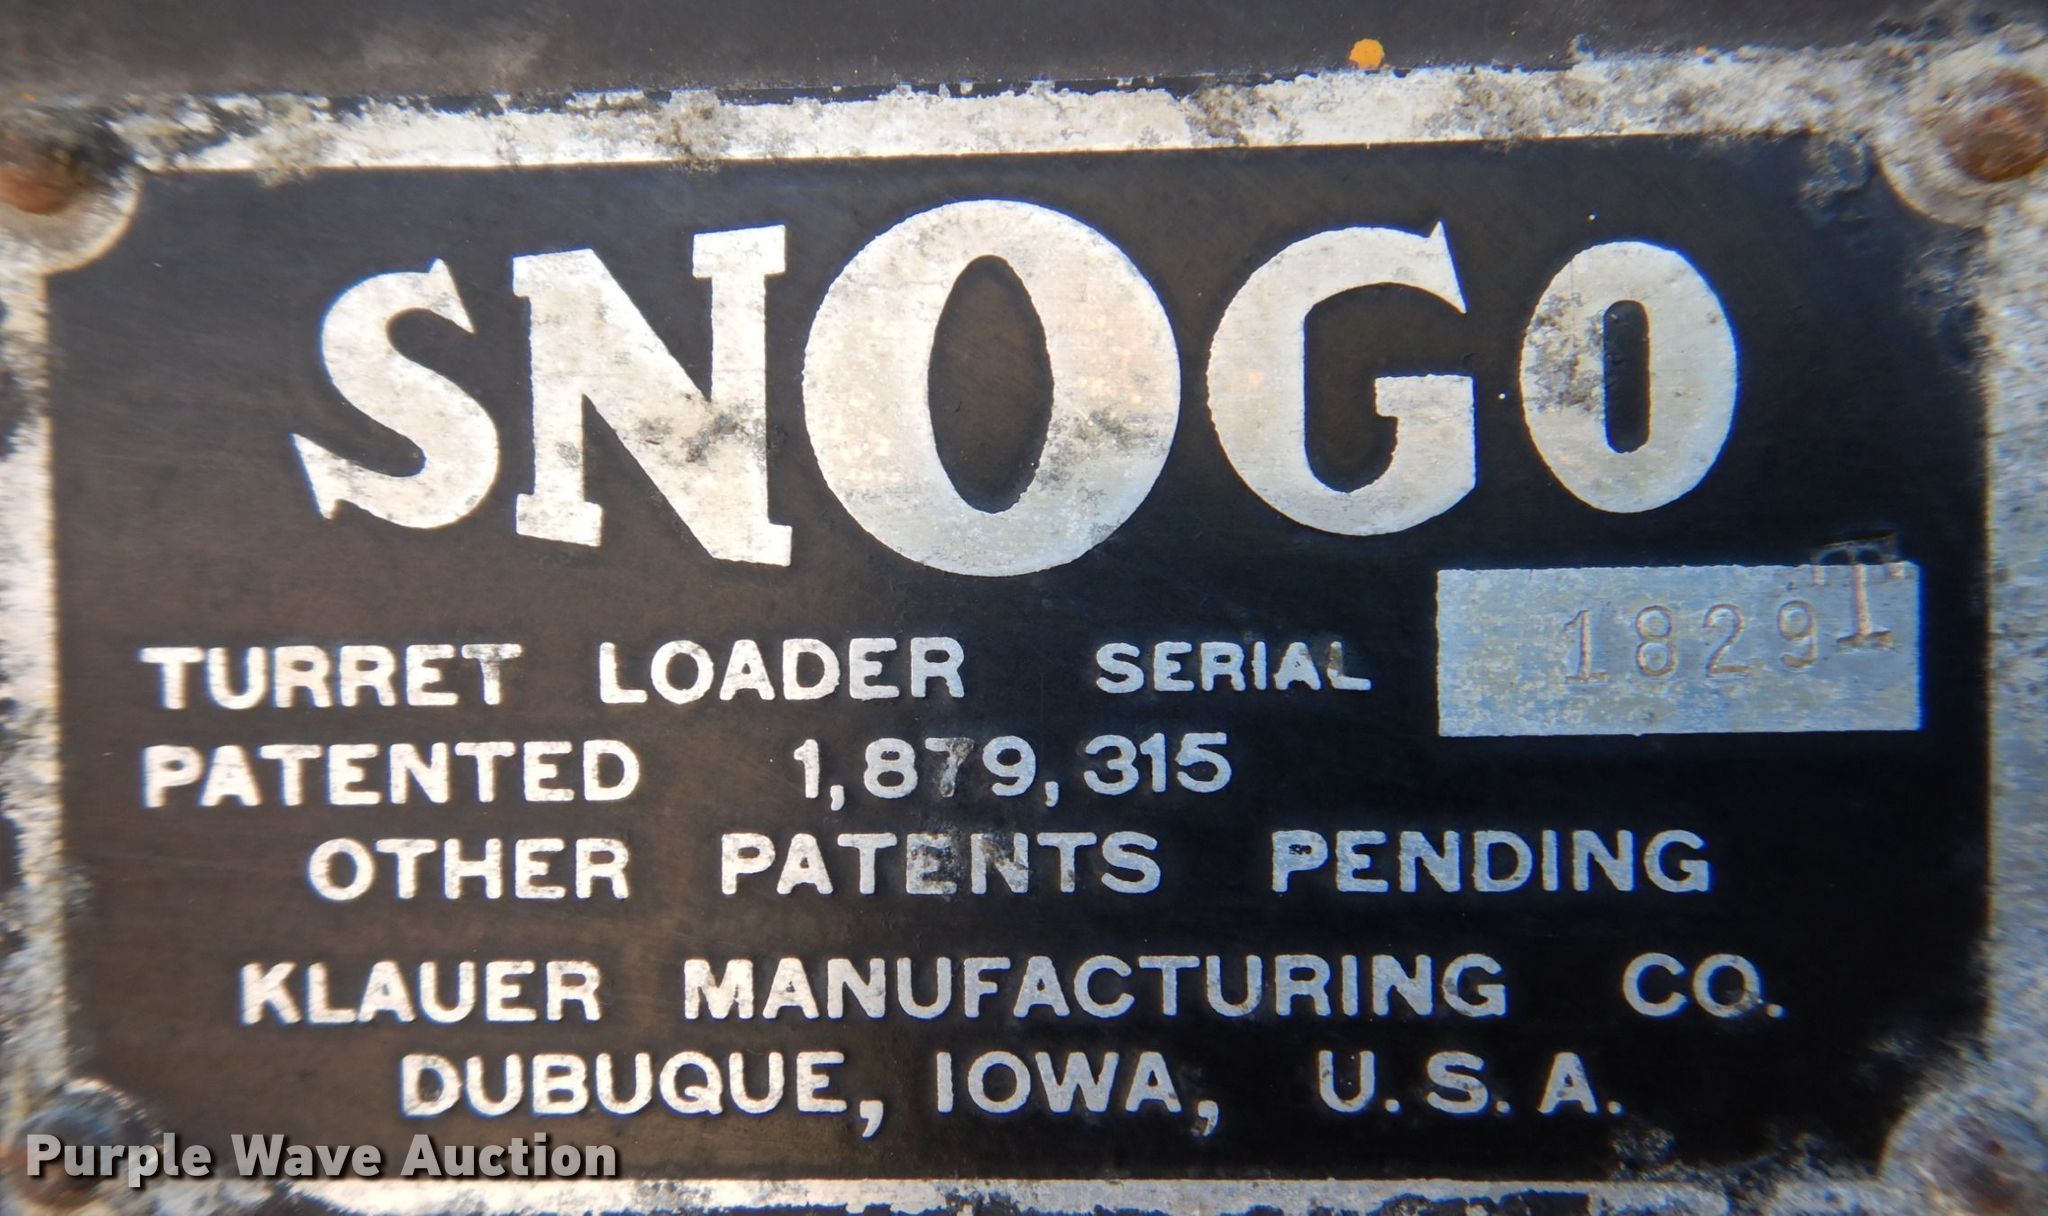 SNOGO
TURRET LOADER SERIAL 1829T
PATENTED 1,879,315
OTHER PATENTS PENDING
KLAUER MANUFACTURING CO.
DUBUQUE, IOWA, U.S.A.
Purple Wave Auction